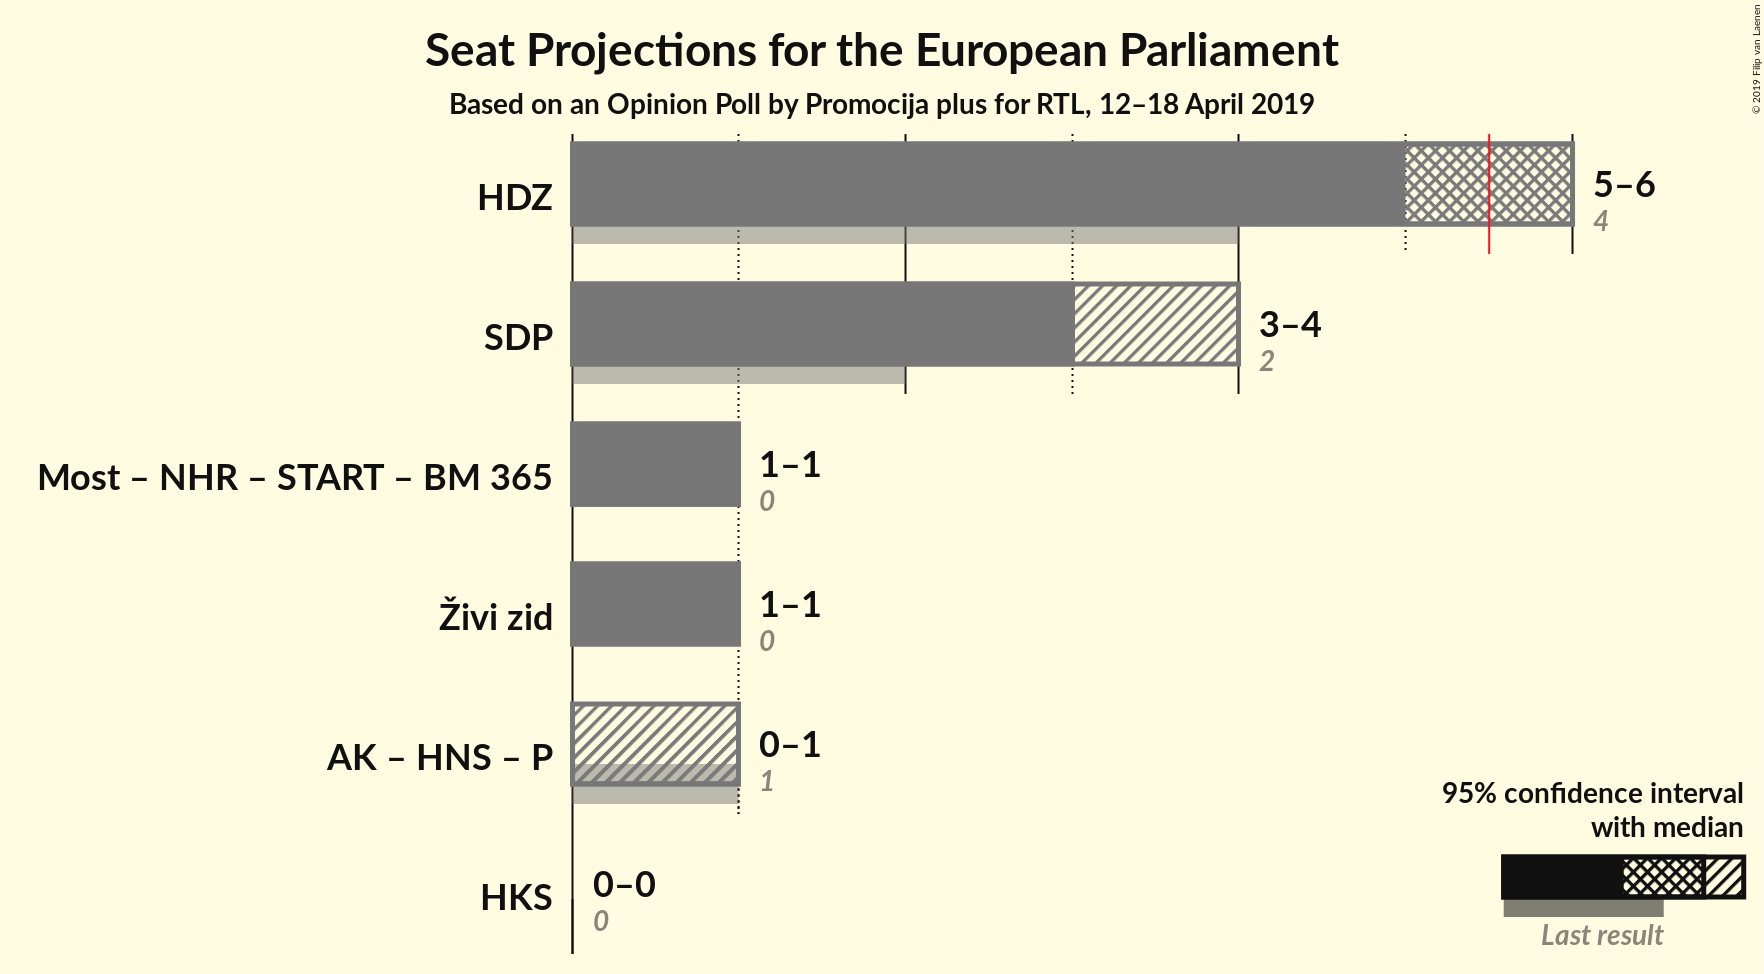 Seat Projections for the European Parliament
Based on an Opinion Poll by Promocija plus for RTL, 12–18 April 2019
© 2019 Filip van Laenen
HDZ
5–6
4
SDP
3–4
2
Most – NHR – START – BM 365
1–1
0
Živi zid
1–1
0
AK – HNS – P
0–1
1
HKS
0–0
0
95% confidence interval
with median
Last result